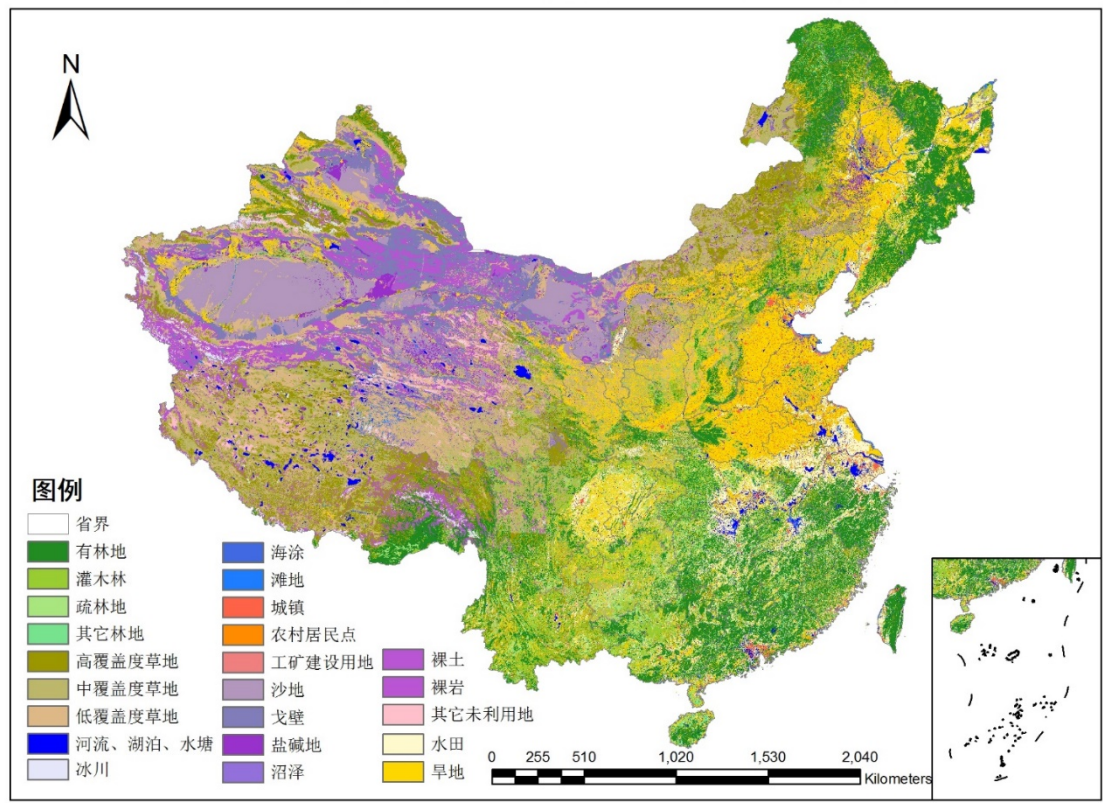 N
图例
省界
有林地
灌木林
疏林地
其它林地
高覆盖度草地
中覆盖度草地
低覆盖度草地
河流、湖泊、水塘
冰川
海涂
滩地
城镇
农村居民点
工矿建设用地
沙地
戈壁
盐碱地
沼泽
裸土
裸岩
其它未利用地
水田
旱地
0 255 510 1,020 1,530 2,040
Kilometers